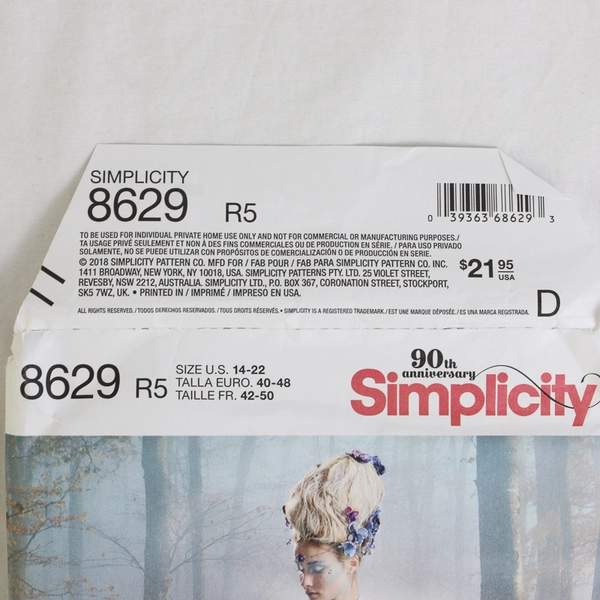 SIMPLICITY
8629 R5
0 39363 68629 3
TO BE USED FOR INDIVIDUAL PRIVATE HOME USE ONLY AND NOT FOR COMMERCIAL OR MANUFACTURING PURPOSES./
TA USAGE PRIVÉ SEULEMENT ET NON À DES FINS COMMERCIALES OU DE PRODUCTION EN SÉRIE. / PARA USO PRIVADO
SOLAMENTE, NO SE PUEDE UTILIZAR CON PROPÓSITOS DE COMERCIALIZACIÓN O DE PRODUCCIÓN EN SERIE.
© 2018 SIMPLICITY PATTERN CO. MFD FOR / FAB POUR / FAB PARA SIMPLICITY PATTERN CO. INC.
1411 BROADWAY, NEW YORK, NY 10018, USA. SIMPLICITY PATTERNS PTY. LTD. 25 VIOLET STREET,
REVESBY, NSW 2212, AUSTRALIA. SIMPLICITY LTD., P.O. BOX 367, CORONATION STREET, STOCKPORT,
SK5 7WZ, UK. • PRINTED IN / IMPRIMÉ / IMPRESO EN USA.
$21 95 USA
ALL RIGHTS RESERVED. / TODOS DERECHOS RESERVADOS. / TOUS DROITS RÉSERVÉS. • SIMPLICITY IS A REGISTERED TRADEMARK. / EST UNE MARQUE DÉPOSÉE. / ES UNA MARCA REGISTRADA.
D
8629 R5
SIZE U.S. 14-22
TALLA EURO. 40-48
TAILLE FR. 42-50
90th
anniversary
Simplicity